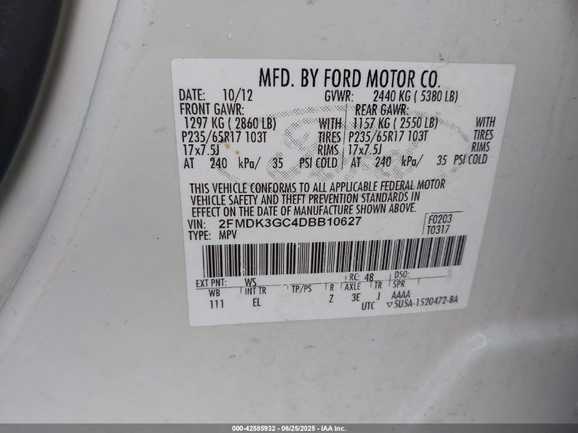 MFD. BY FORD MOTOR CO.
DATE: 10/12 GVWR: 2440 KG ( 5380 LB)
FRONT GAWR: REAR GAWR:
1297 KG ( 2860 LB) WITH 1157 KG ( 2550 LB) WITH
P235/65R17 103T TIRES P235/65R17 103T TIRES
17x7.5J RIMS 17x7.5J RIMS
AT 240 kPa/ 35 PSI COLD AT 240 kPa/ 35 PSI COLD
THIS VEHICLE CONFORMS TO ALL APPLICABLE FEDERAL MOTOR
VEHICLE SAFETY AND THEFT PREVENTION STANDARDS IN
EFFECT ON THE DATE OF MANUFACTURE SHOWN ABOVE.
VIN: 2FMDK3GC4DBB10627 F0203
TYPE: MPV T0317
EXT PNT: WS RC: 48 DSO:
WB INT TR TP/PS R AXLE TR SPR
111 EL Z 3E J AAAA
UTC 5U5A-1520472-BA
000-42585932 - 06/25/2025 - IAA, Inc.